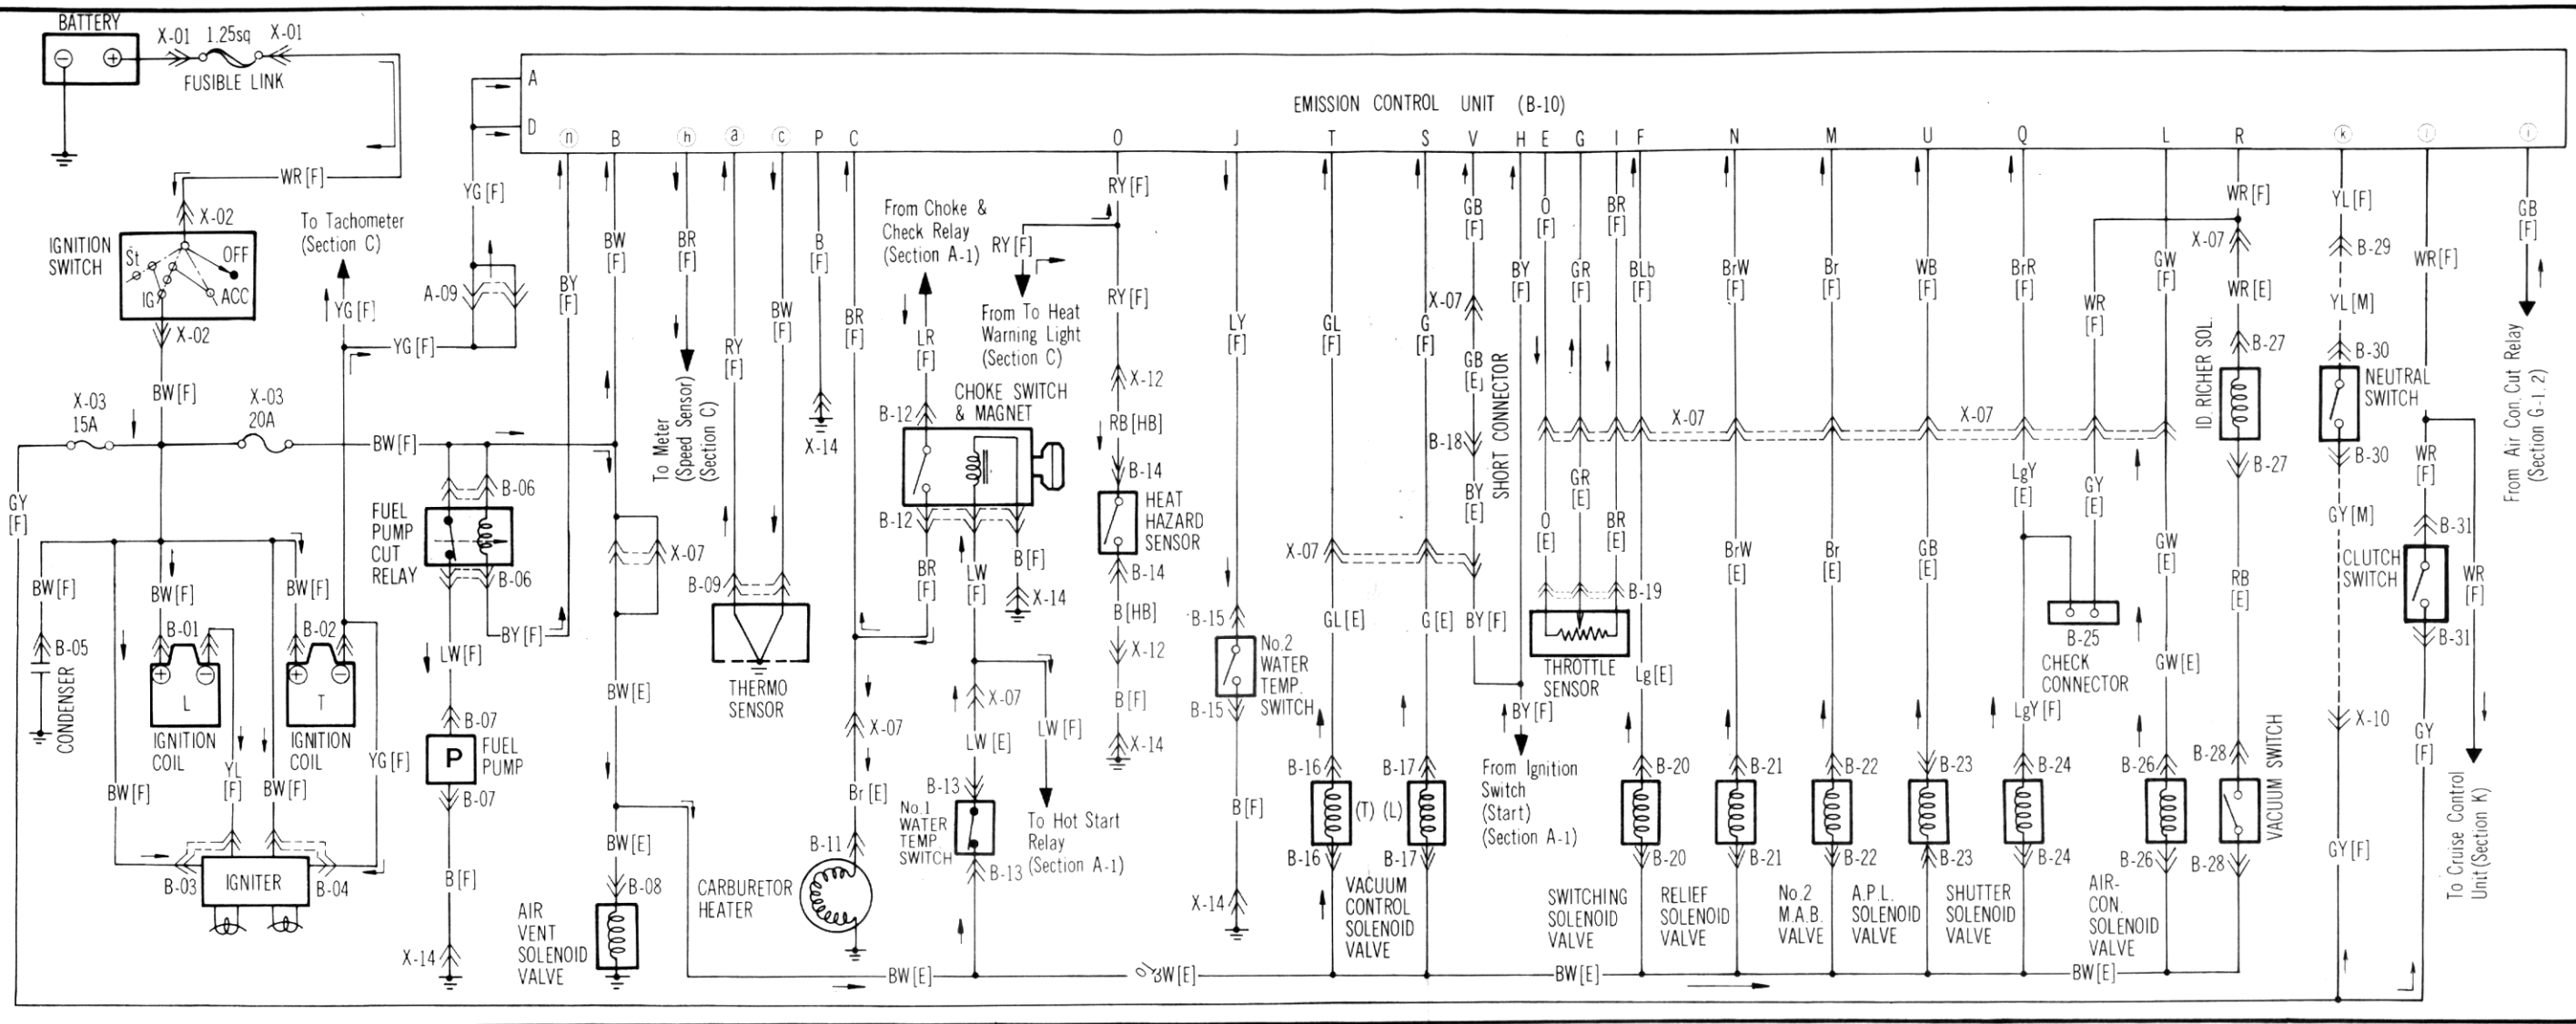 BATTERY
X-01 1.25sq X-01
FUSIBLE LINK
WR[F]
X-02
IGNITION
SWITCH
St
OFF
IG
ACC
X-02
BW[F]
To Tachometer
(Section C)
YG[F]
YG[F]
YG[F]
A-09
X-03
15A
X-03
20A
BW[F]
GY
[F]
BW[F]
B-05
CONDENSER
BW[F]
B-01
L
IGNITION
COIL
BW[F]
B-02
T
IGNITION
COIL
BW[F]
YL
[F]
BW[F]
YG[F]
B-03
IGNITER
B-04
FUEL
PUMP
CUT
RELAY
B-06
B-06
BY[F]
LW[F]
B-07
P
FUEL
PUMP
B-07
B[F]
X-14
EMISSION CONTROL UNIT (B-10)
A
D
n B h a c P C O J T S V H E G I F N M U Q L R k l i
BY
[F]
BW
[F]
X-07
BW[E]
BW[E]
B-08
AIR
VENT
SOLENOID
VALVE
BR
[F]
To Meter
(Speed Sensor)
(Section C)
RY
[F]
BW
[F]
B-09
THERMO
SENSOR
B
[F]
X-14
BR
[F]
X-07
Br[E]
B-11
CARBURETOR
HEATER
From Choke &
Check Relay
(Section A-1)
LR
[F]
B-12
CHOKE SWITCH
& MAGNET
B-12
BR
[F]
LW
[F]
B[F]
X-14
X-07
LW[E]
LW[F]
B-13
No.1
WATER
TEMP.
SWITCH
B-13
To Hot Start
Relay
(Section A-1)
RY[F]
RY[F]
From To Heat
Warning Light
(Section C)
RY[F]
X-12
RB[HB]
B-14
HEAT
HAZARD
SENSOR
B-14
B[HB]
X-12
B[F]
X-14
LY
[F]
B-15
No.2
WATER
TEMP.
SWITCH
B-15
B[F]
X-14
GL
[F]
X-07
GL[E]
B-16
(T)
B-16
VACUUM
CONTROL
SOLENOID
VALVE
G
[F]
G[E]
B-17
(L)
B-17
GB
[F]
X-07
GB
[E]
B-18
SHORT CONNECTOR
BY
[E]
BY[F]
BY
[F]
BY[F]
From Ignition
Switch
(Start)
(Section A-1)
O
[F]
GR
[F]
BR
[F]
X-07
X-07
O
[E]
GR
[E]
BR
[E]
B-19
THROTTLE
SENSOR
BLb
[F]
Lg[E]
B-20
B-20
SWITCHING
SOLENOID
VALVE
BrW
[F]
BrW
[E]
B-21
B-21
RELIEF
SOLENOID
VALVE
Br
[F]
Br
[E]
B-22
B-22
No.2
M.A.B.
VALVE
WB
[F]
GB
[E]
B-23
B-23
A.P.L.
SOLENOID
VALVE
BrR
[F]
LgY
[E]
LgY[F]
B-24
B-24
SHUTTER
SOLENOID
VALVE
WR
[F]
GY
[E]
B-25
CHECK
CONNECTOR
GW
[F]
GW
[E]
GW[E]
B-26
B-26
AIR-
CON.
SOLENOID
VALVE
WR[F]
X-07
WR[E]
B-27
ID RICHER SOL.
B-27
RB
[E]
B-28
VACUUM SWITCH
B-28
YL[F]
B-29
YL[M]
B-30
NEUTRAL
SWITCH
B-30
GY[M]
X-10
GY[F]
WR[F]
WR
[F]
B-31
CLUTCH
SWITCH
B-31
GY
[F]
WR
[F]
To Cruise Control
Unit(Section K)
GB
[F]
From Air Con.Cut Relay
(Section G-1.2)
BW[E]
BW[E]
BW[E]
BW[E]